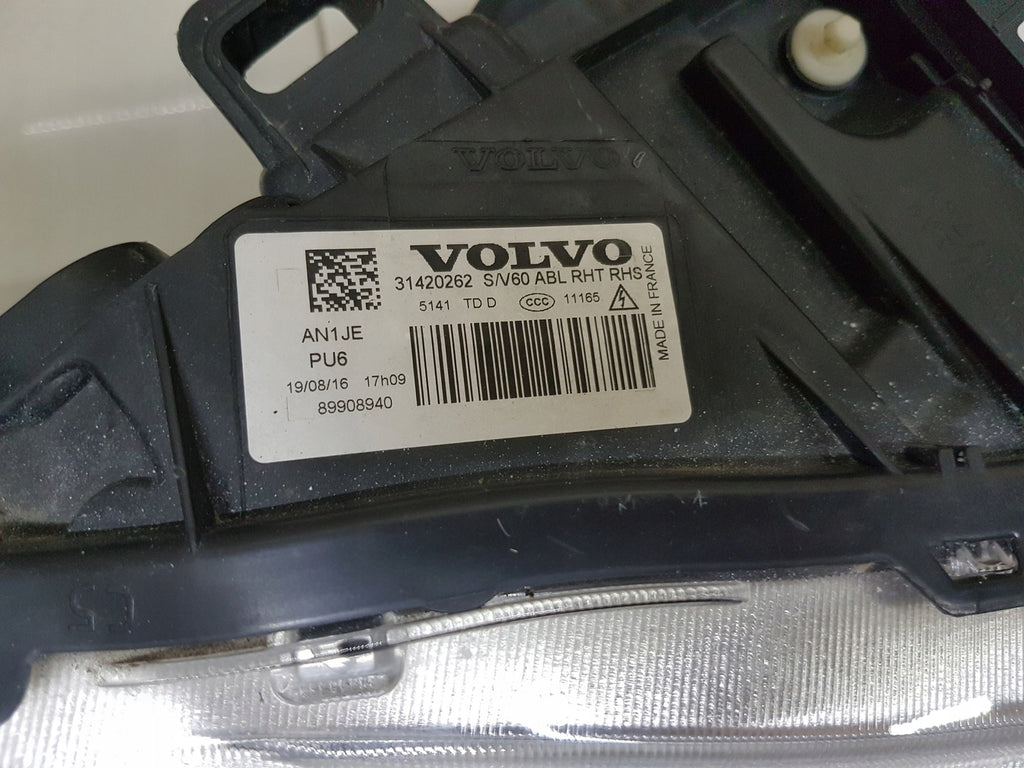 VOLVO
VOLVO
31420262 S/V60 ABL RHT RHS
5141 TD D CCC 11165
MADE IN FRANCE
AN1JE
PU6
19/08/16 17h09
89908940